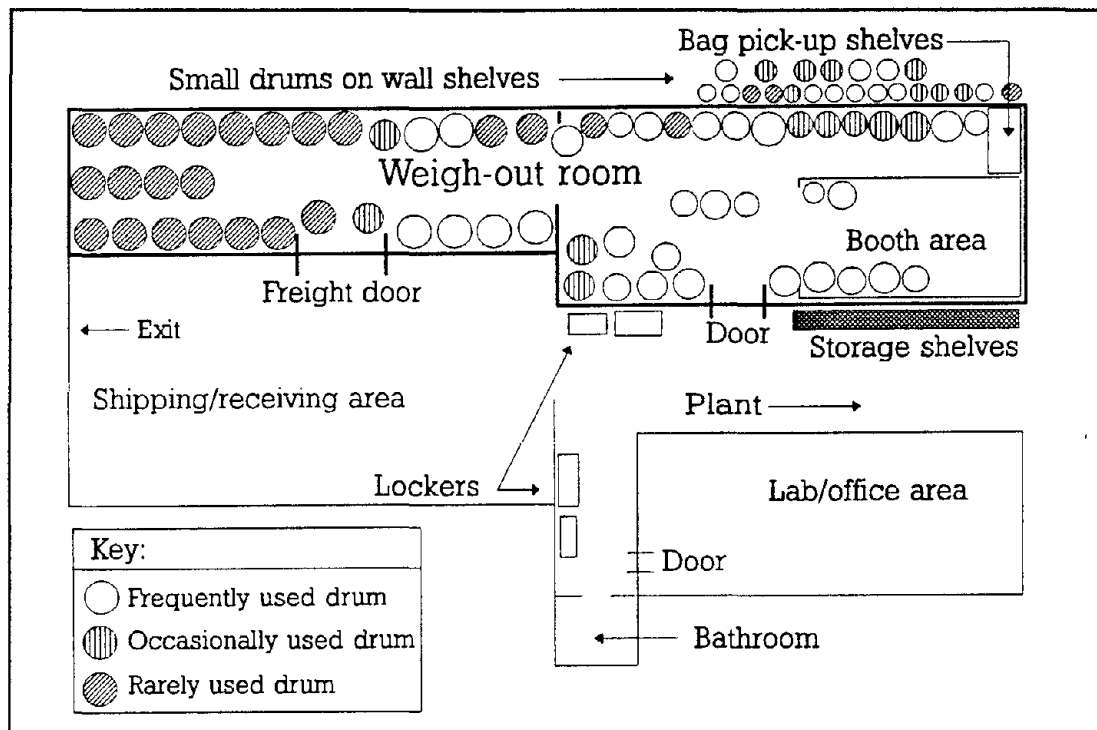 Bag pick-up shelves
Small drums on wall shelves
Weigh-out room
Booth area
Freight door
Exit
Door
Storage shelves
Shipping/receiving area
Plant
Lockers
Lab/office area
Key:
Door
Frequently used drum
Occasionally used drum
Bathroom
Rarely used drum